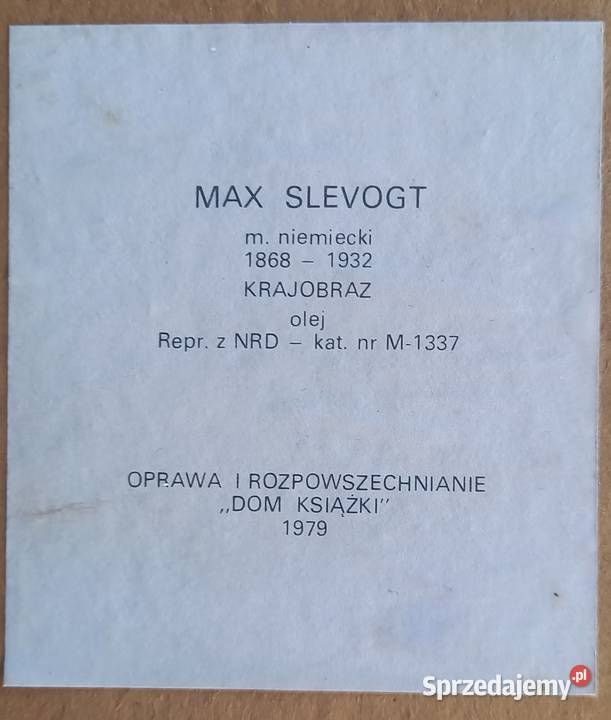 MAX SLEVOGT
m. niemiecki
1868 – 1932
KRAJOBRAZ
olej
Repr. z NRD – kat. nr M-1337
OPRAWA I ROZPOWSZECHNIANIE
„DOM KSIĄŻKI”
1979
Sprzedajemy.pl